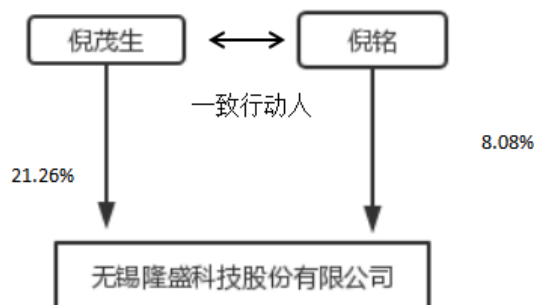 倪茂生
倪铭
一致行动人
8.08%
21.26%
无锡隆盛科技股份有限公司